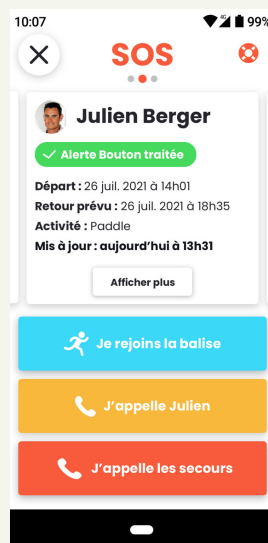 10:07
4G
99%
SOS
Julien Berger
Alerte Bouton traitée
Départ : 26 juil. 2021 à 14h01
Retour prévu : 26 juil. 2021 à 18h35
Activité : Paddle
Mis à jour : aujourd'hui à 13h31
Afficher plus
Je rejoins la balise
J'appelle Julien
J'appelle les secours